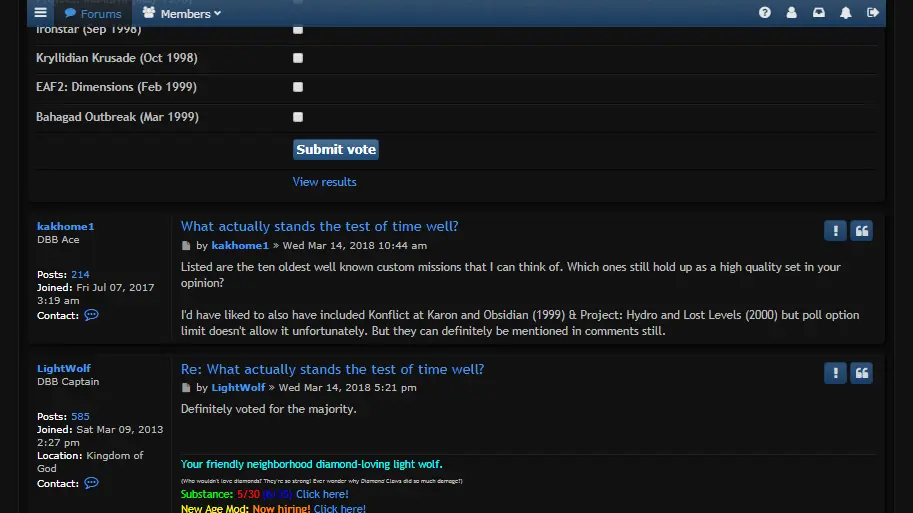 Forums Members
Ironstar (Sep 1998)
Kryllidian Krusade (Oct 1998)
EAF2: Dimensions (Feb 1999)
Bahagad Outbreak (Mar 1999)
Submit vote
View results
kakhome1
DBB Ace
Posts: 214
Joined: Fri Jul 07, 2017
3:19 am
Contact:
What actually stands the test of time well?
by kakhome1 » Wed Mar 14, 2018 10:44 am
Listed are the ten oldest well known custom missions that I can think of. Which ones still hold up as a high quality set in your
opinion?
I'd have liked to also have included Konflict at Karon and Obsidian (1999) & Project: Hydro and Lost Levels (2000) but poll option
limit doesn't allow it unfortunately. But they can definitely be mentioned in comments still.
LightWolf
DBB Captain
Posts: 585
Joined: Sat Mar 09, 2013
2:27 pm
Location: Kingdom of
God
Contact:
Re: What actually stands the test of time well?
by LightWolf » Wed Mar 14, 2018 5:21 pm
Definitely voted for the majority.
Your friendly neighborhood diamond-loving light wolf.
(Who wouldn't love diamonds? They're so strong! Ever wonder why Diamond Claws did so much damage?)
Substance: 5/30 Click here!
New Age Mod: Now hiring! Click here!